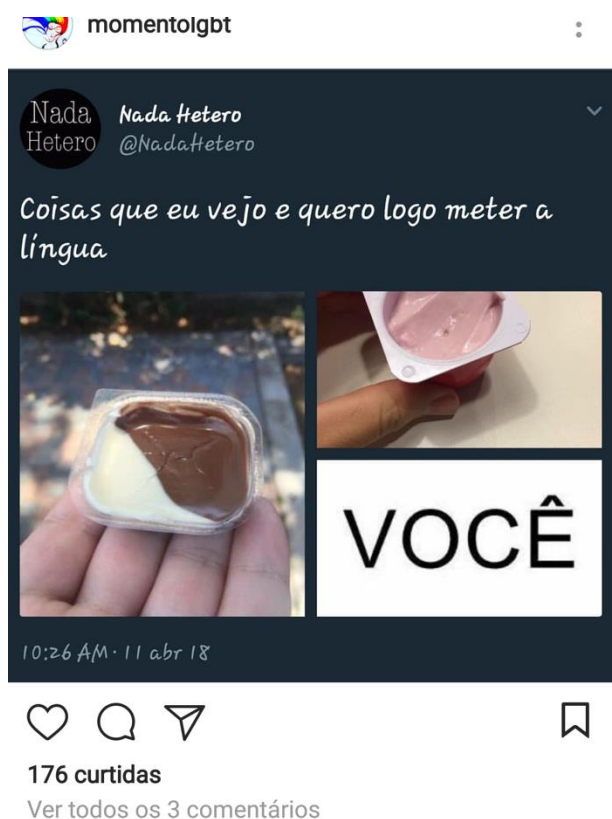 momentolgbt
Nada
Hetero
Nada Hetero
@NadaHetero
Coisas que eu vejo e quero logo meter a
língua
VOCÊ
10:26 AM · 11 abr 18
176 curtidas
Ver todos os 3 comentários